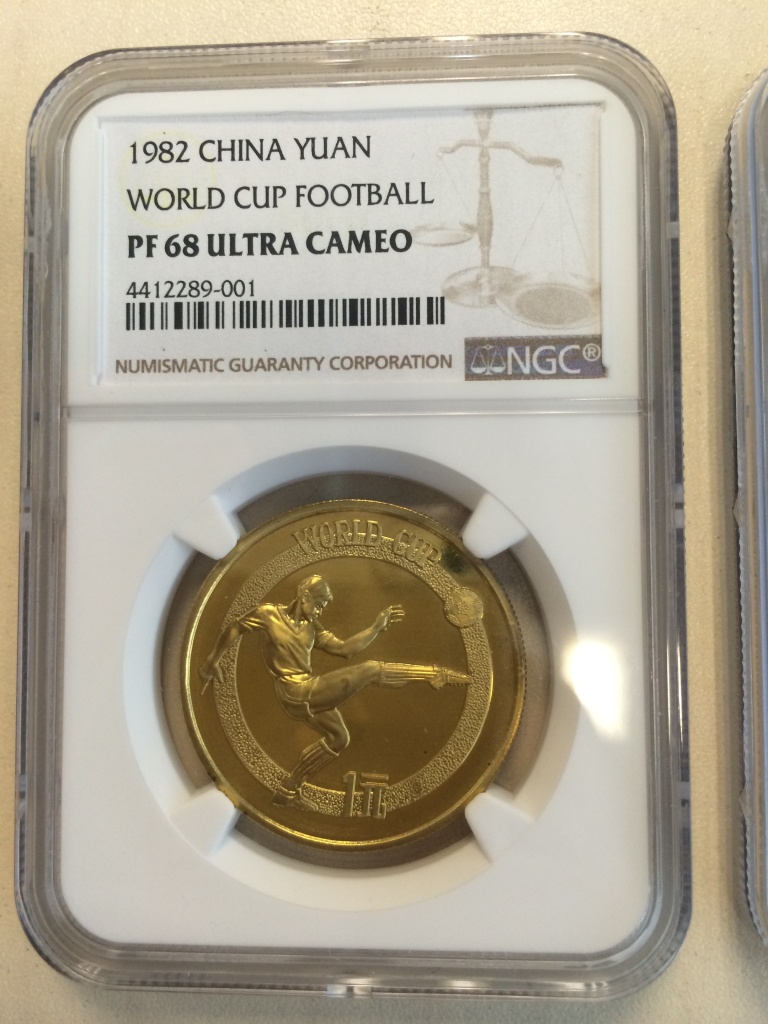 1982 CHINA YUAN
WORLD CUP FOOTBALL
PF 68 ULTRA CAMEO
4412289-001
NUMISMATIC GUARANTY CORPORATION
NGC®
WORLD CUP
1元